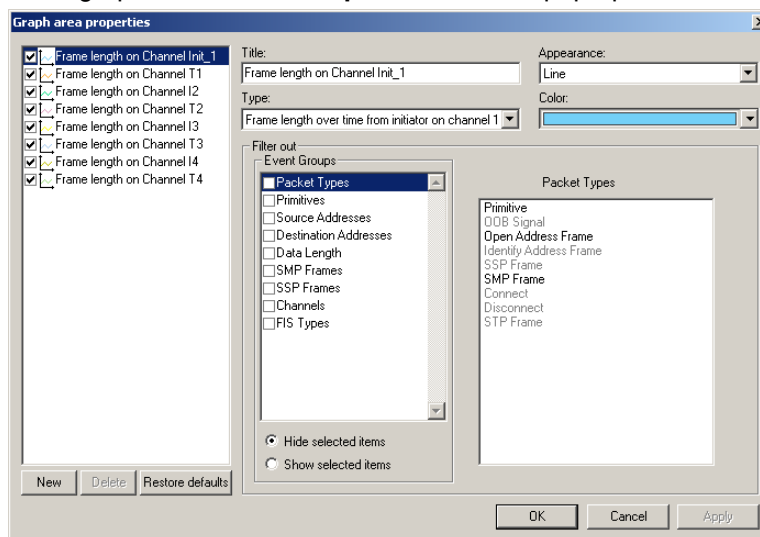 Graph area properties
Frame length on Channel Init_1
Frame length on Channel T1
Frame length on Channel I2
Frame length on Channel T2
Frame length on Channel I3
Frame length on Channel T3
Frame length on Channel I4
Frame length on Channel T4
New Delete Restore defaults
Title:
Frame length on Channel Init_1
Appearance:
Line
Type:
Frame length over time from initiator on channel 1
Color:
Filter out
Event Groups
Packet Types
Primitives
Source Addresses
Destination Addresses
Data Length
SMP Frames
SSP Frames
Channels
FIS Types
Hide selected items
Show selected items
Packet Types
Primitive
OOB Signal
Open Address Frame
Identify Address Frame
SSP Frame
SMP Frame
Connect
Disconnect
STP Frame
OK Cancel Apply